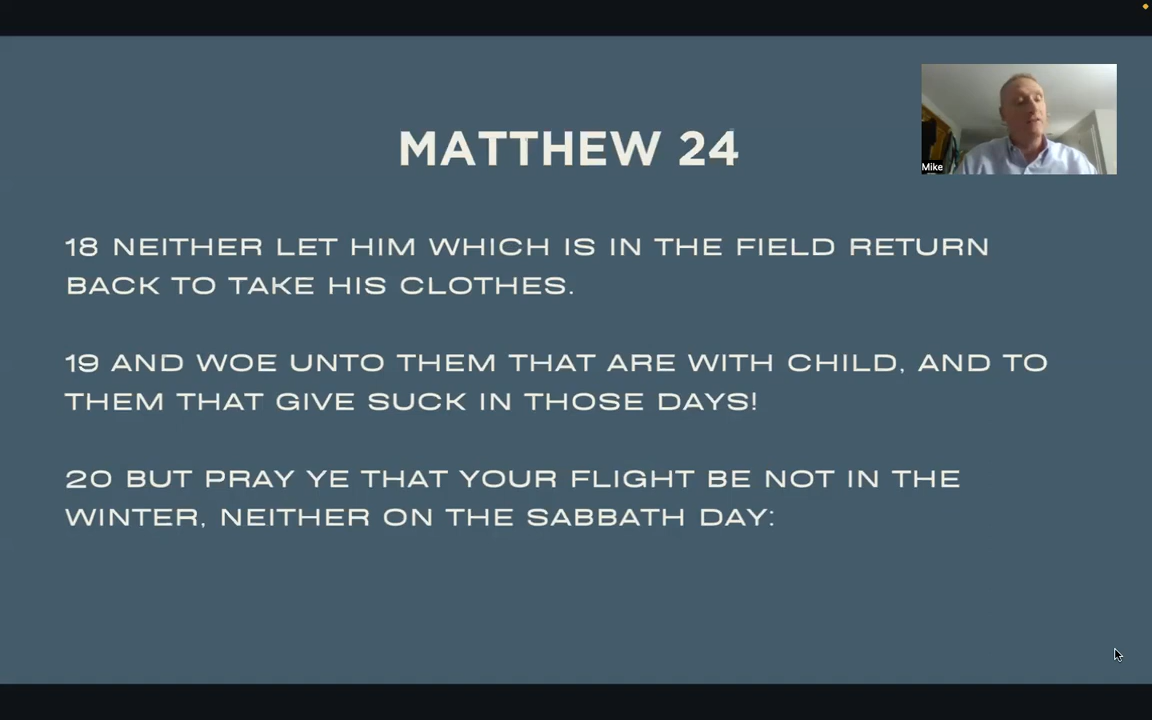 MATTHEW 24
Mike
18 NEITHER LET HIM WHICH IS IN THE FIELD RETURN
BACK TO TAKE HIS CLOTHES.
19 AND WOE UNTO THEM THAT ARE WITH CHILD, AND TO
THEM THAT GIVE SUCK IN THOSE DAYS!
20 BUT PRAY YE THAT YOUR FLIGHT BE NOT IN THE
WINTER, NEITHER ON THE SABBATH DAY: